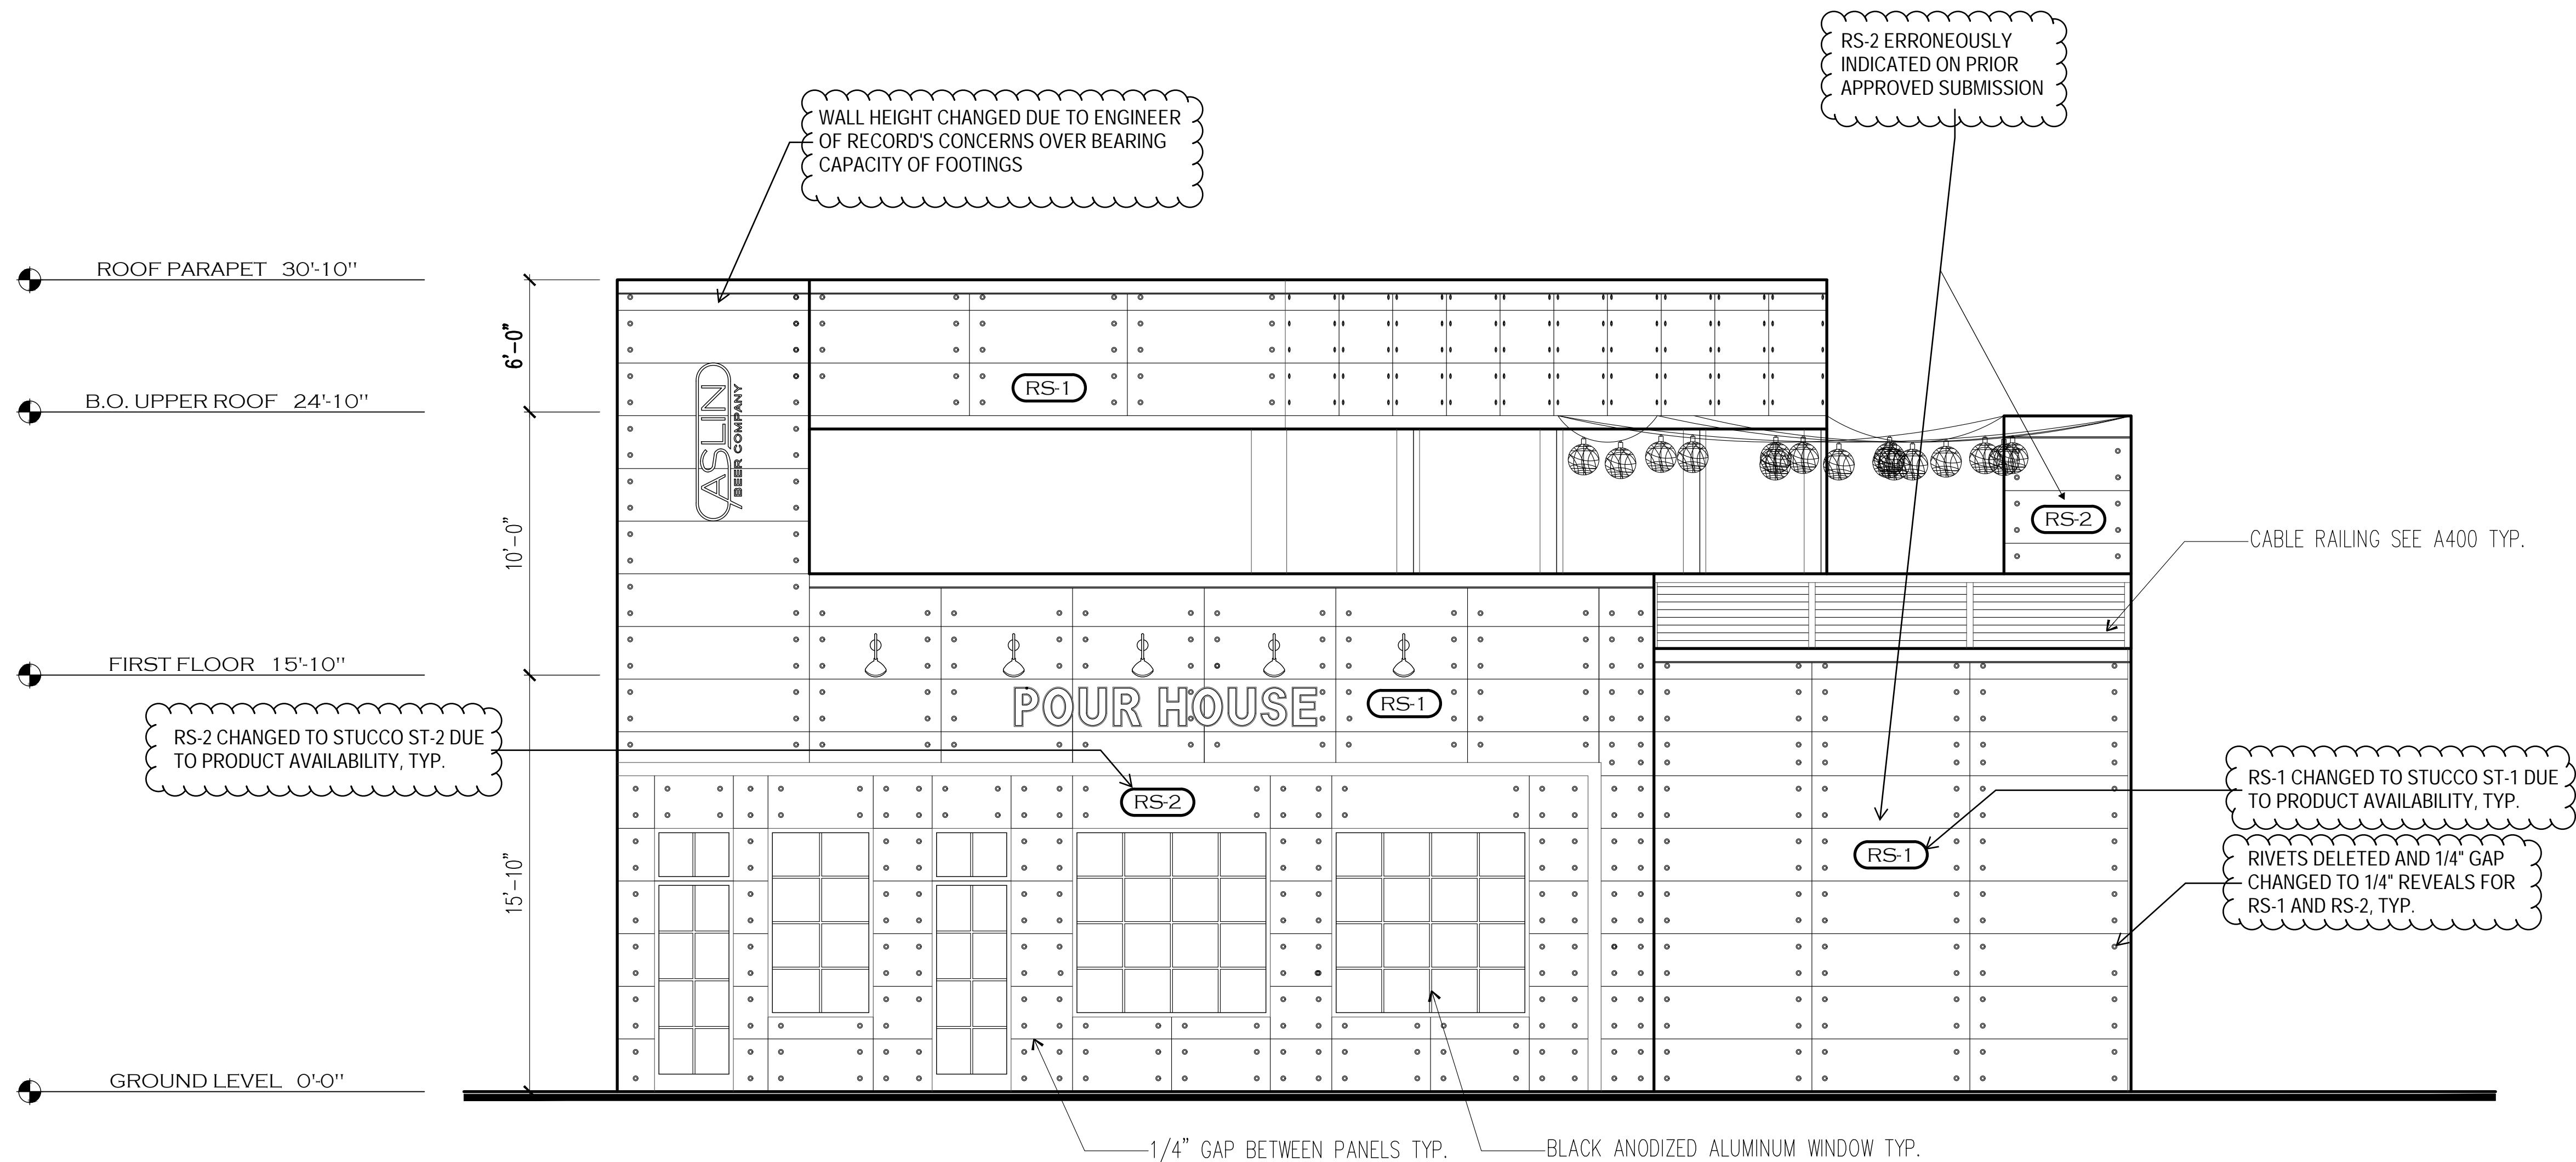 RS-2 ERRONEOUSLY
INDICATED ON PRIOR
APPROVED SUBMISSION
WALL HEIGHT CHANGED DUE TO ENGINEER
OF RECORD'S CONCERNS OVER BEARING
CAPACITY OF FOOTINGS
ROOF PARAPET 30'-10"
6'-0"
B.O. UPPER ROOF 24'-10"
RS-1
ASLIN
BEER COMPANY
10'-0"
RS-2
CABLE RAILING SEE A400 TYP.
FIRST FLOOR 15'-10"
POUR HOUSE
RS-1
RS-2 CHANGED TO STUCCO ST-2 DUE
TO PRODUCT AVAILABILITY, TYP.
RS-2
RS-1 CHANGED TO STUCCO ST-1 DUE
TO PRODUCT AVAILABILITY, TYP.
RS-1
RIVETS DELETED AND 1/4" GAP
CHANGED TO 1/4" REVEALS FOR
RS-1 AND RS-2, TYP.
15'-10"
GROUND LEVEL 0'-0"
1/4" GAP BETWEEN PANELS TYP.
BLACK ANODIZED ALUMINUM WINDOW TYP.